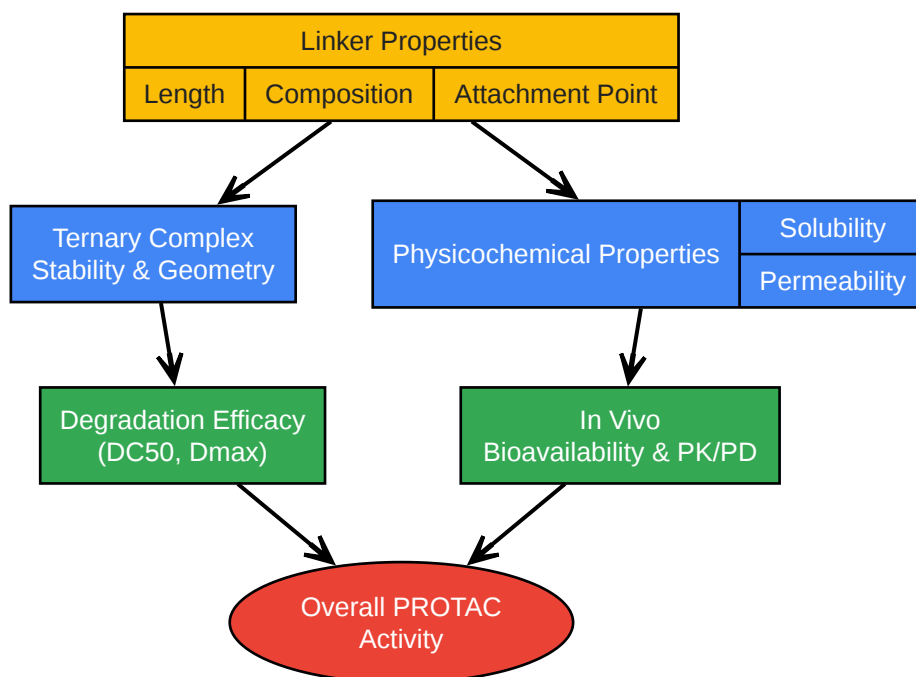 Linker Properties
Length
Composition
Attachment Point
Ternary Complex
Stability & Geometry
Physicochemical Properties
Solubility
Permeability
Degradation Efficacy
(DC50, Dmax)
In Vivo
Bioavailability & PK/PD
Overall PROTAC
Activity